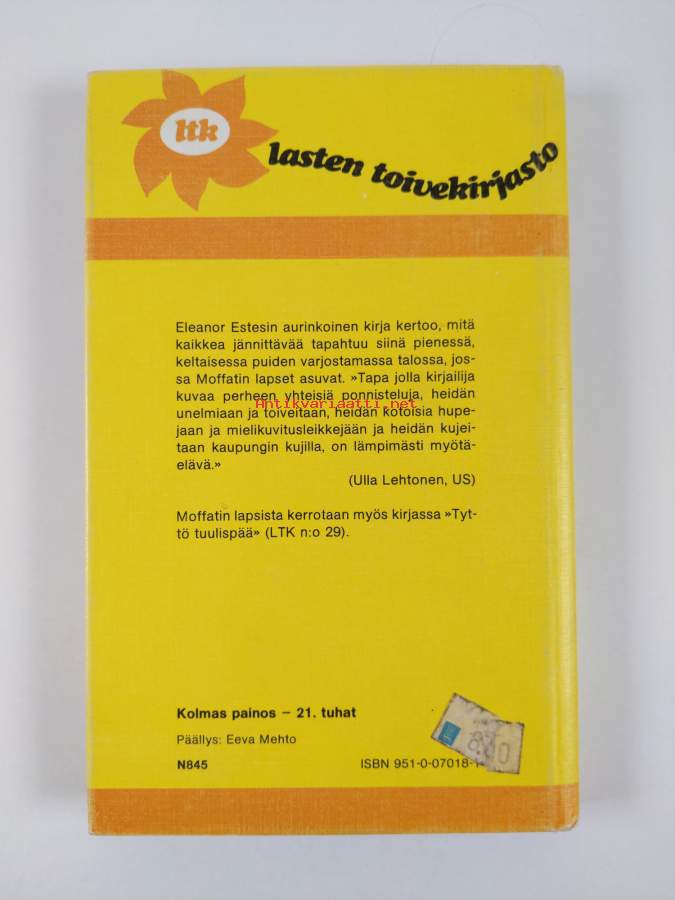 ltk
lasten toivekirjasto
Eleanor Estesin aurinkoinen kirja kertoo, mitä
kaikkea jännittävää tapahtuu siinä pienessä,
keltaisessa puiden varjostamassa talossa, jos-
sa Moffatin lapset asuvat. »Tapa jolla kirjailija
kuvaa perheen yhteisiä ponnisteluja, heidän
Antikvariaatti.net
unelmiaan ja toiveitaan, heidän kotoisia hupe-
jaan ja mielikuvitusleikkejään ja heidän kujei-
taan kaupungin kujilla, on lämpimästi myötä-
elävä.»
(Ulla Lehtonen, US)
Moffatin lapsista kerrotaan myös kirjassa »Tyt-
tö tuulispää» (LTK n:o 29).
Kolmas painos – 21. tuhat
Päällys: Eeva Mehto
N845
ISBN 951-0-07018-